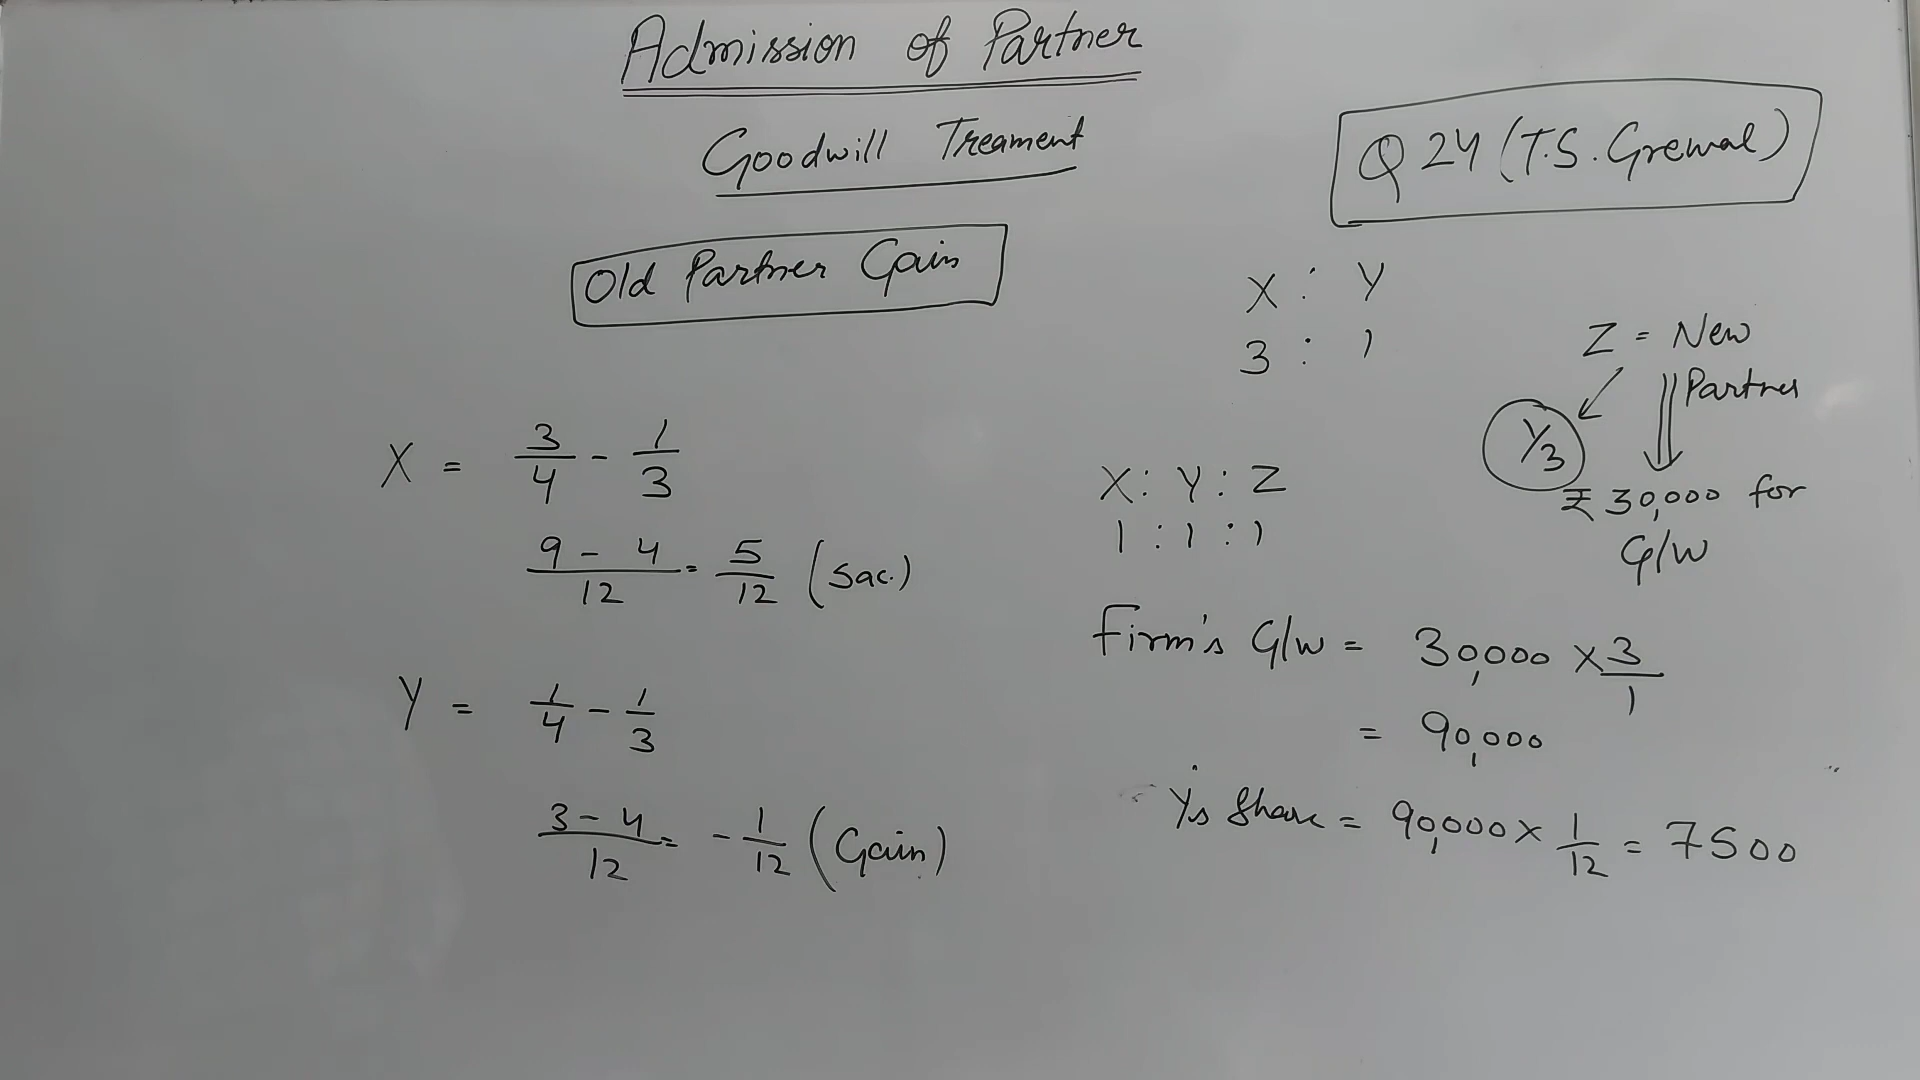 Admission of Partner
Goodwill Treament
Q 24 (T.S. Grewal)
Old Partner Gain
X : Y
3 : 1
Z = New Partner
1/3
₹ 30,000 for G/W
X : Y : Z
1 : 1 : 1
X = 3/4 - 1/3
9 - 4/12 = 5/12 (Sac.)
Y = 1/4 - 1/3
3 - 4/12 = - 1/12 (Gain)
Firm's G/W = 30,000 × 3/1
= 90,000
Y's Share = 90,000 × 1/12 = 7500